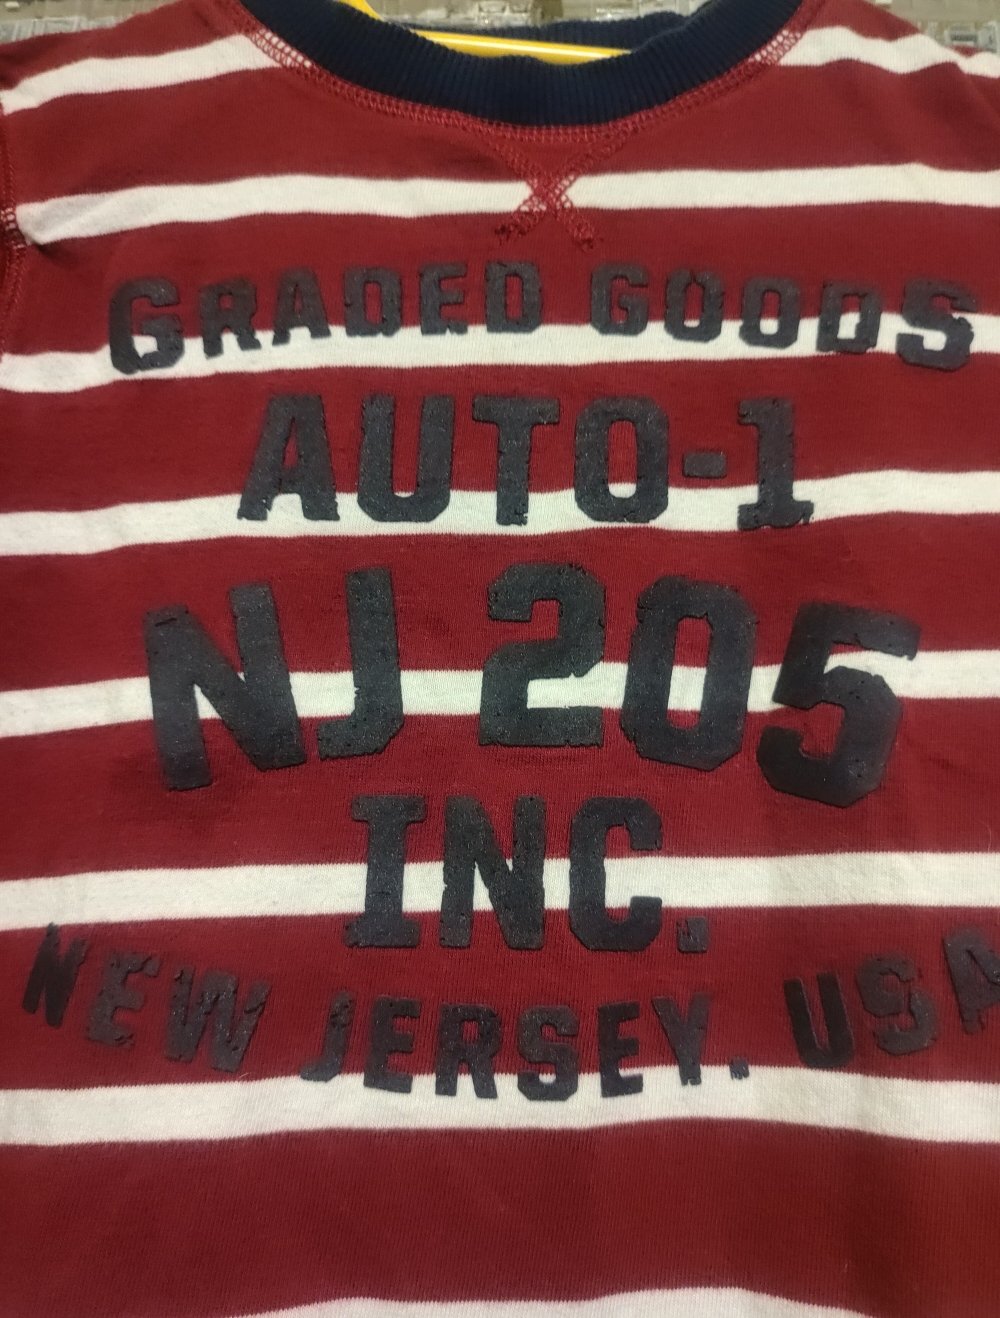 GRADED GOODS
AUTO-1
NJ 205
INC.
NEW JERSEY. USA